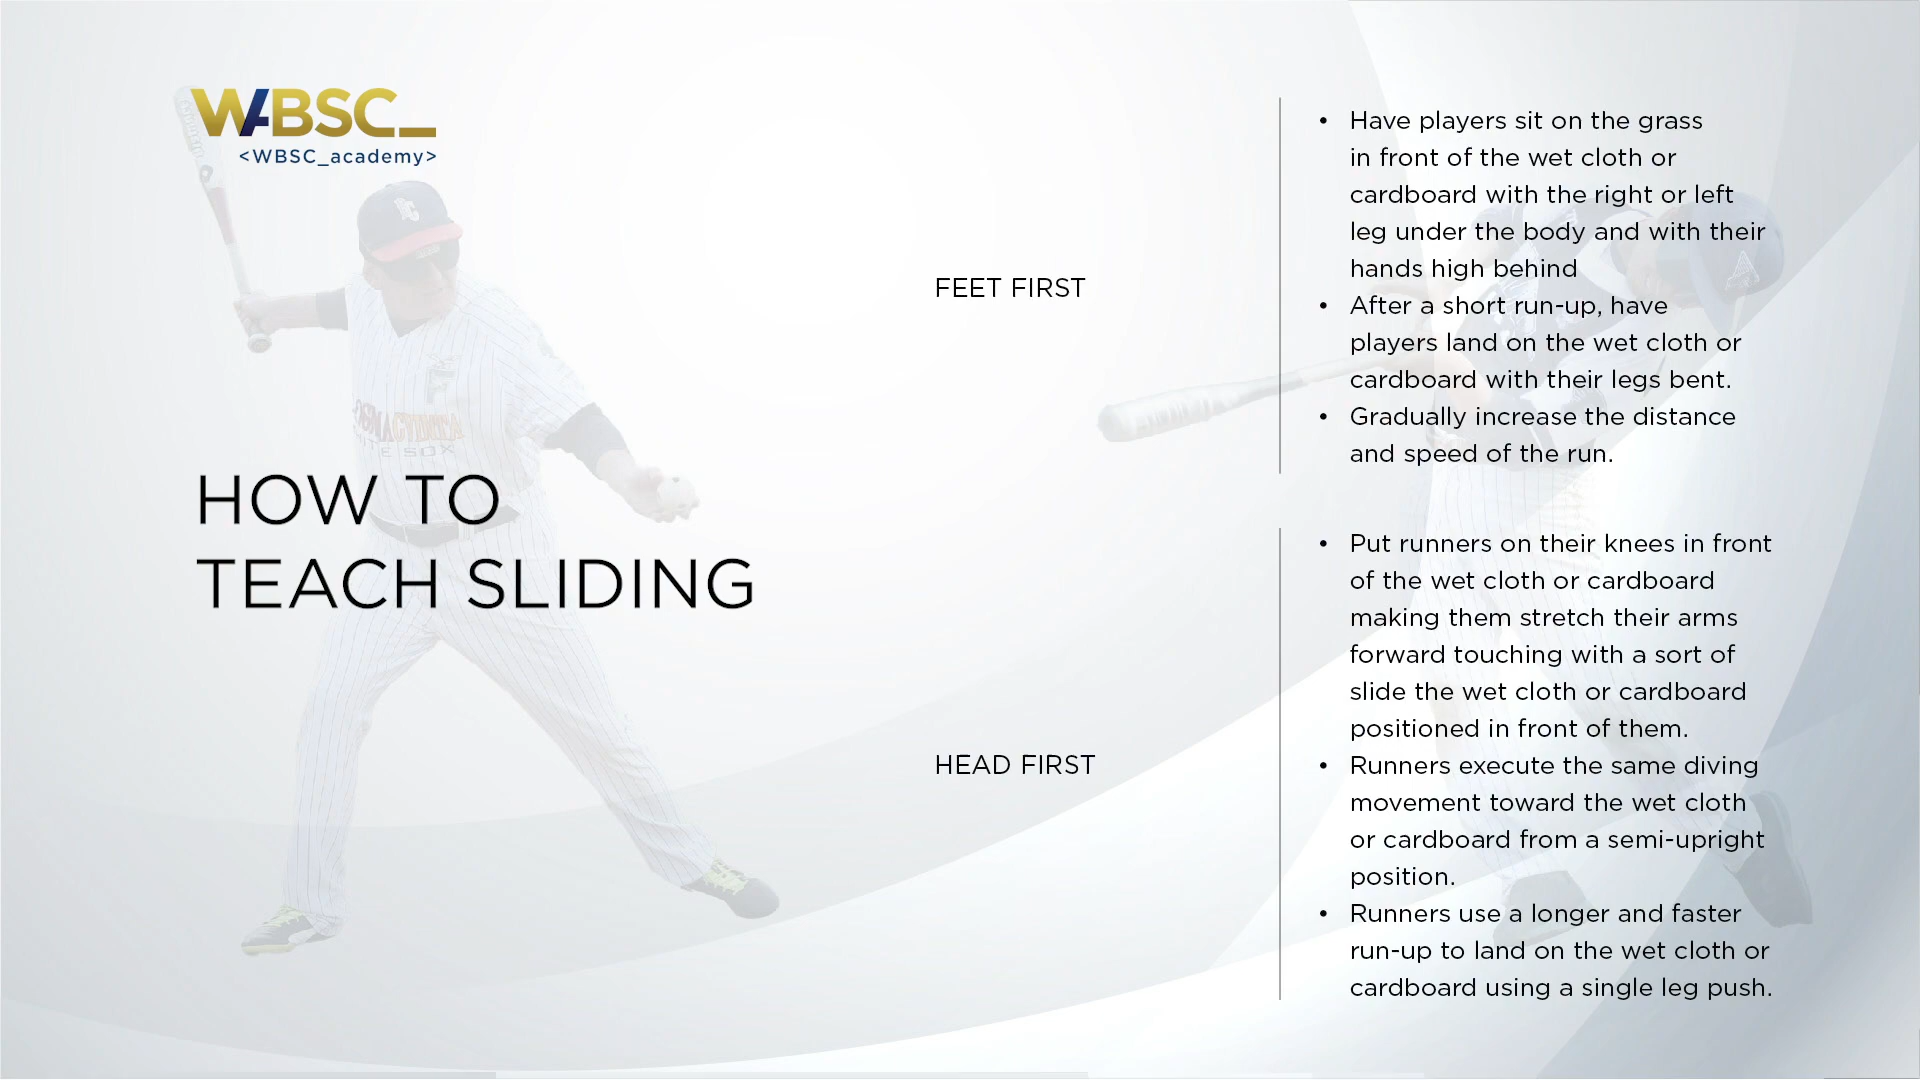 WBSC_
<WBSC_academy>
HOW TO
TEACH SLIDING
FEET FIRST
• Have players sit on the grass
in front of the wet cloth or
cardboard with the right or left
leg under the body and with their
hands high behind
• After a short run-up, have
players land on the wet cloth or
cardboard with their legs bent.
• Gradually increase the distance
and speed of the run.
HEAD FIRST
• Put runners on their knees in front
of the wet cloth or cardboard
making them stretch their arms
forward touching with a sort of
slide the wet cloth or cardboard
positioned in front of them.
• Runners execute the same diving
movement toward the wet cloth
or cardboard from a semi-upright
position.
• Runners use a longer and faster
run-up to land on the wet cloth or
cardboard using a single leg push.